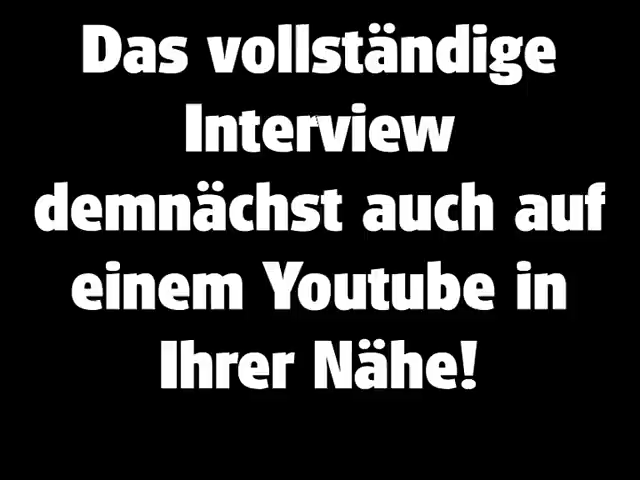 Das vollständige
Interview
demnächst auch auf
einem Youtube in
Ihrer Nähe!